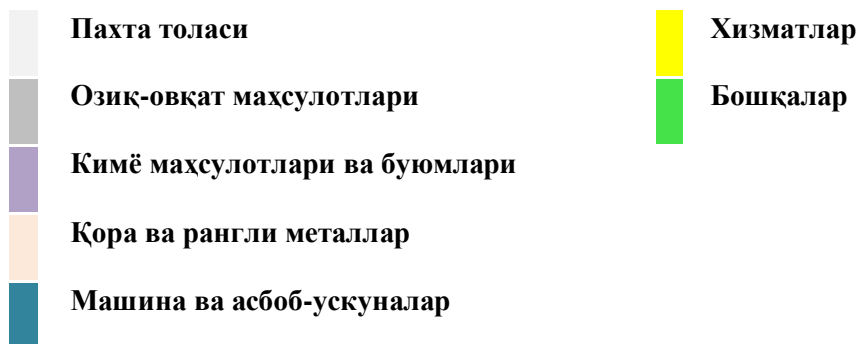 Пахта толаси
Озиқ-овқат маҳсулотлари
Кимё маҳсулотлари ва буюмлари
Қора ва рангли металлар
Машина ва асбоб-ускуналар
Хизматлар
Бошқалар